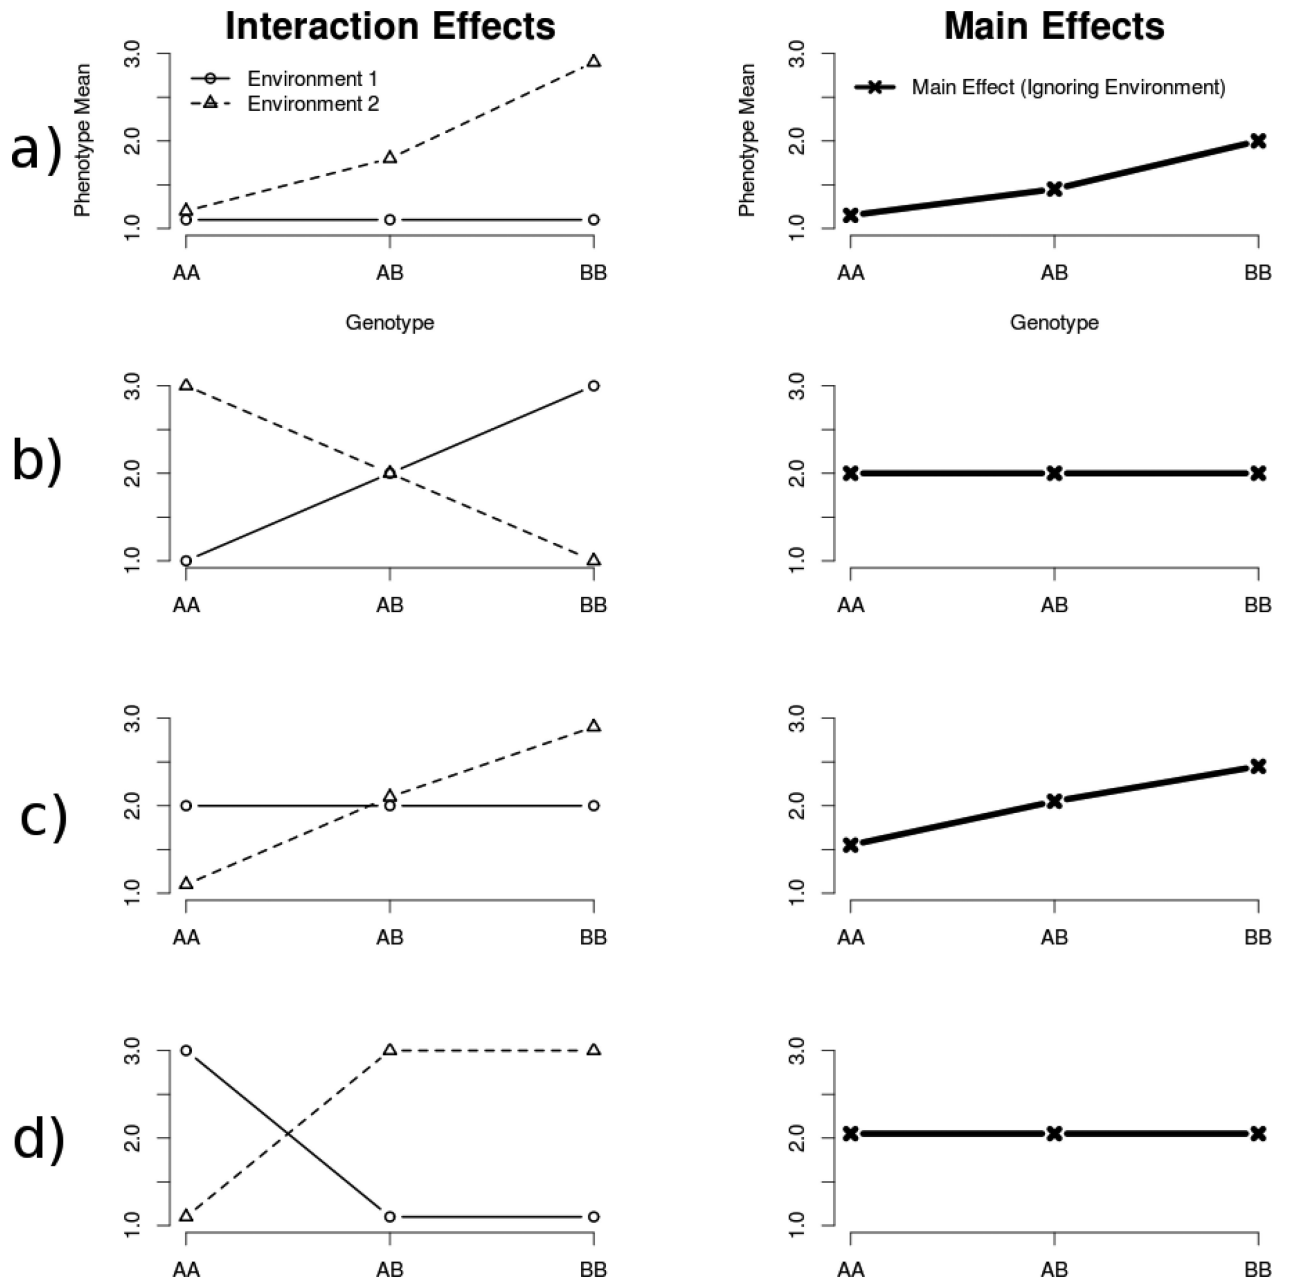 Interaction Effects
Main Effects
a)
Phenotype Mean
3.0
2.0
1.0
Environment 1
Environment 2
AA
AB
BB
Genotype
Phenotype Mean
3.0
2.0
1.0
Main Effect (Ignoring Environment)
AA
AB
BB
Genotype
b)
3.0
2.0
1.0
AA
AB
BB
3.0
2.0
1.0
AA
AB
BB
c)
3.0
2.0
1.0
AA
AB
BB
3.0
2.0
1.0
AA
AB
BB
d)
3.0
2.0
1.0
AA
AB
BB
3.0
2.0
1.0
AA
AB
BB